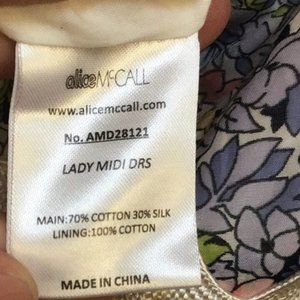 aliceMcCALL
www.alicemccall.com
No. AMD28121
LADY MIDI DRS
MAIN:70% COTTON 30% SILK
LINING:100% COTTON
MADE IN CHINA